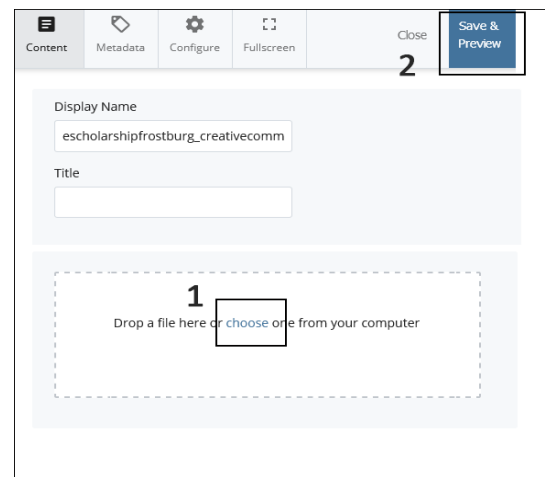 Content
Metadata
Configure
Fullscreen
Close
Save &
Preview
2
Display Name
escholarshipfrostburg_creativecomm
Title
1
Drop a file here or choose one from your computer